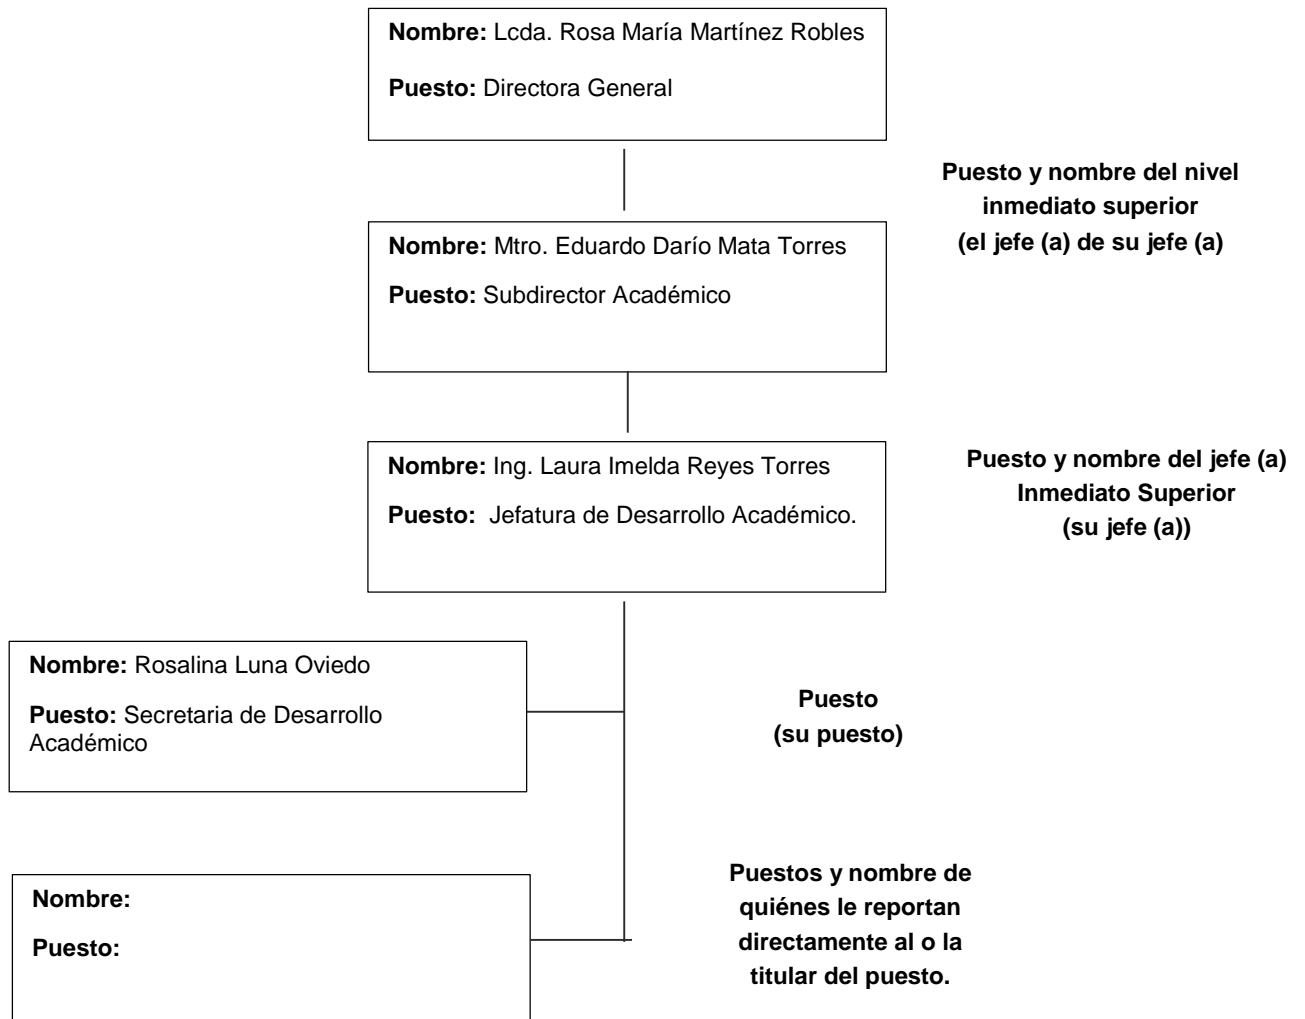 Nombre: Lcda. Rosa María Martínez Robles
Puesto: Directora General
Puesto y nombre del nivel
inmediato superior
(el jefe (a) de su jefe (a)
Nombre: Mtro. Eduardo Darío Mata Torres
Puesto: Subdirector Académico
Nombre: Ing. Laura Imelda Reyes Torres
Puesto: Jefatura de Desarrollo Académico.
Puesto y nombre del jefe (a)
Inmediato Superior
(su jefe (a))
Nombre: Rosalina Luna Oviedo
Puesto: Secretaria de Desarrollo
Académico
Puesto
(su puesto)
Nombre:
Puesto:
Puestos y nombre de
quiénes le reportan
directamente al o la
titular del puesto.